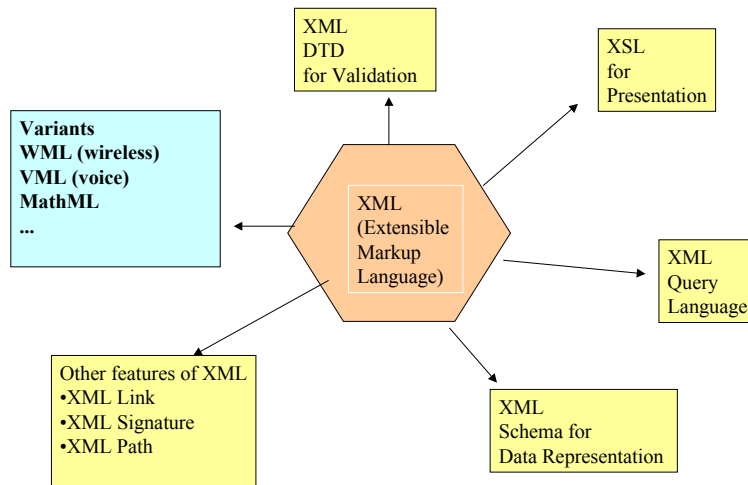 XML
DTD
for Validation
XSL
for
Presentation
Variants
WML (wireless)
VML (voice)
MathML
...
XML
(Extensible
Markup
Language)
XML
Query
Language
Other features of XML
•XML Link
•XML Signature
•XML Path
XML
Schema for
Data Representation